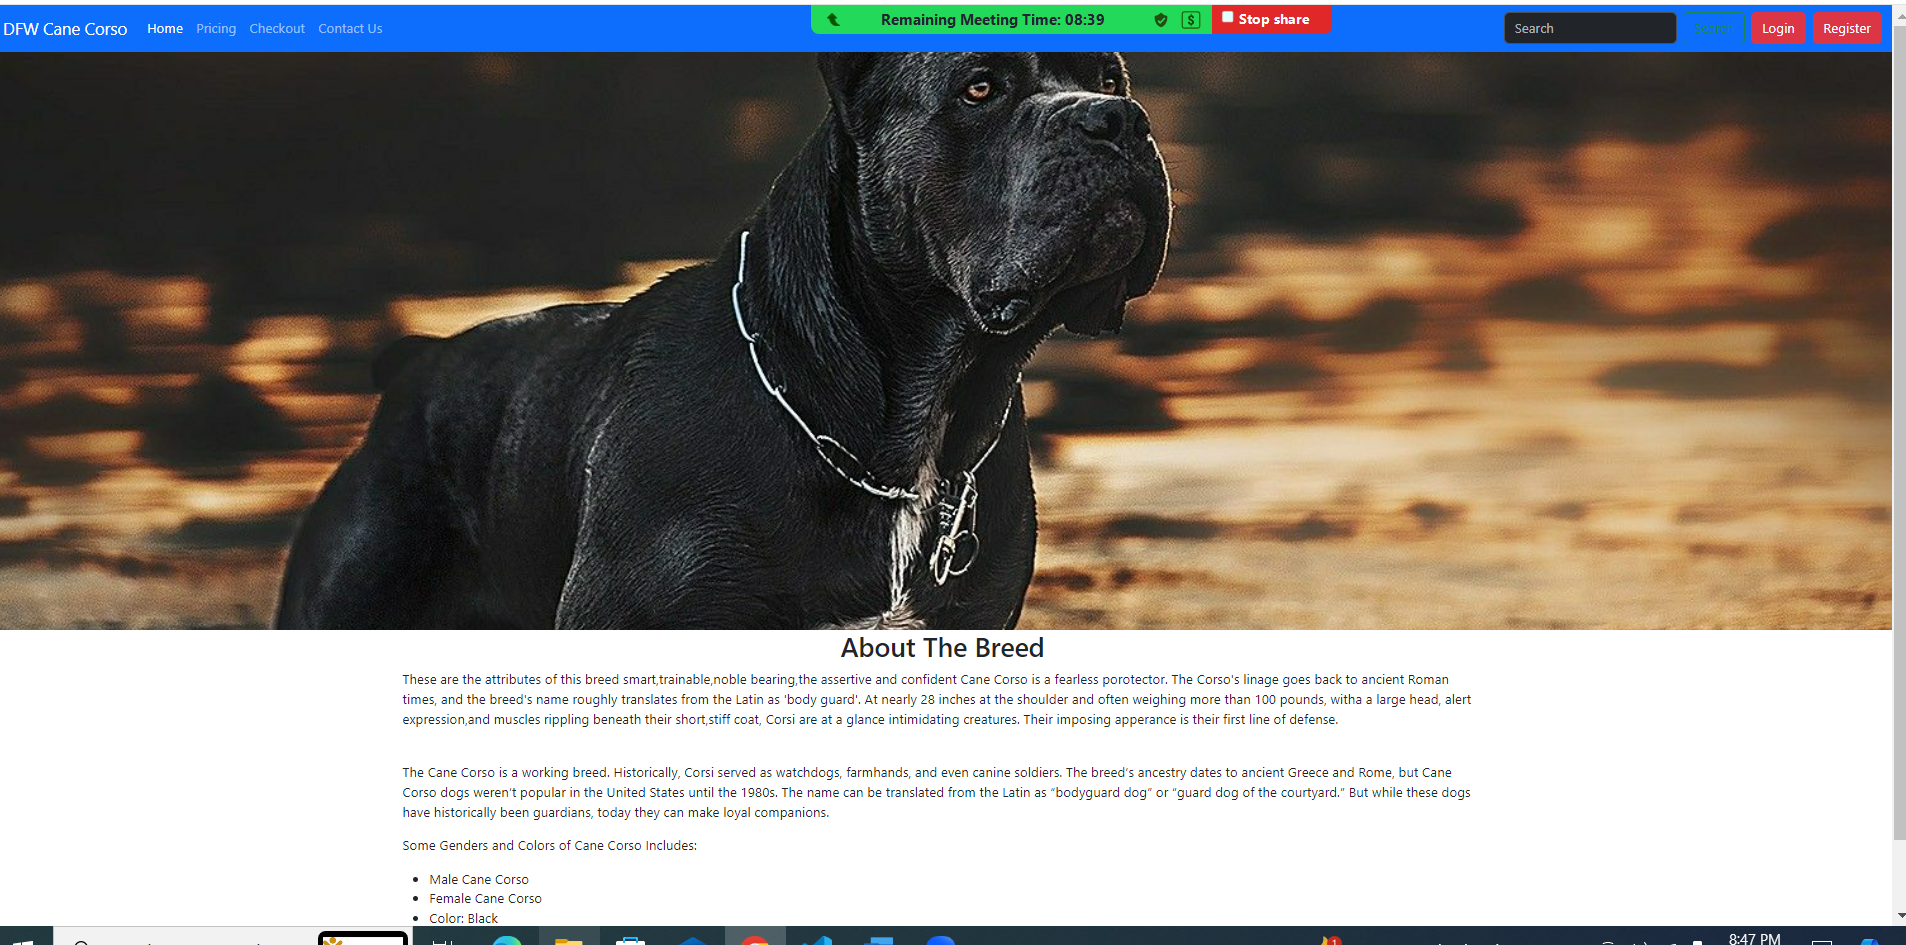 DFW Cane Corso Home Pricing Checkout Contact Us Remaining Meeting Time: 08:39 $ Stop share Search Search Login Register
About The Breed
These are the attributes of this breed smart,trainable,noble bearing,the assertive and confident Cane Corso is a fearless porotector. The Corso's linage goes back to ancient Roman
times, and the breed's name roughly translates from the Latin as 'body guard'. At nearly 28 inches at the shoulder and often weighing more than 100 pounds, witha a large head, alert
expression,and muscles rippling beneath their short,stiff coat, Corsi are at a glance intimidating creatures. Their imposing apperance is their first line of defense.
The Cane Corso is a working breed. Historically, Corsi served as watchdogs, farmhands, and even canine soldiers. The breed’s ancestry dates to ancient Greece and Rome, but Cane
Corso dogs weren’t popular in the United States until the 1980s. The name can be translated from the Latin as “bodyguard dog” or “guard dog of the courtyard.” But while these dogs
have historically been guardians, today they can make loyal companions.
Some Genders and Colors of Cane Corso Includes:
Male Cane Corso
Female Cane Corso
Color: Black
1 8:47 PM